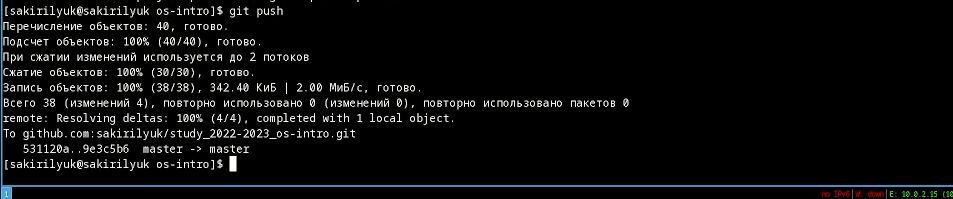 [sakirilyuk@sakirilyuk os-intro]$ git push
Перечисление объектов: 40, готово.
Подсчет объектов: 100% (40/40), готово.
При сжатии изменений используется до 2 потоков
Сжатие объектов: 100% (30/30), готово.
Запись объектов: 100% (38/38), 342.40 КиБ | 2.00 МиБ/с, готово.
Всего 38 (изменений 4), повторно использовано 0 (изменений 0), повторно использовано пакетов 0
remote: Resolving deltas: 100% (4/4), completed with 1 local object.
To github.com:sakirilyuk/study_2022-2023_os-intro.git
   531120a..9e3c5b6  master -> master
[sakirilyuk@sakirilyuk os-intro]$
1 no IPv6|W: down|E: 10.0.2.15 (10